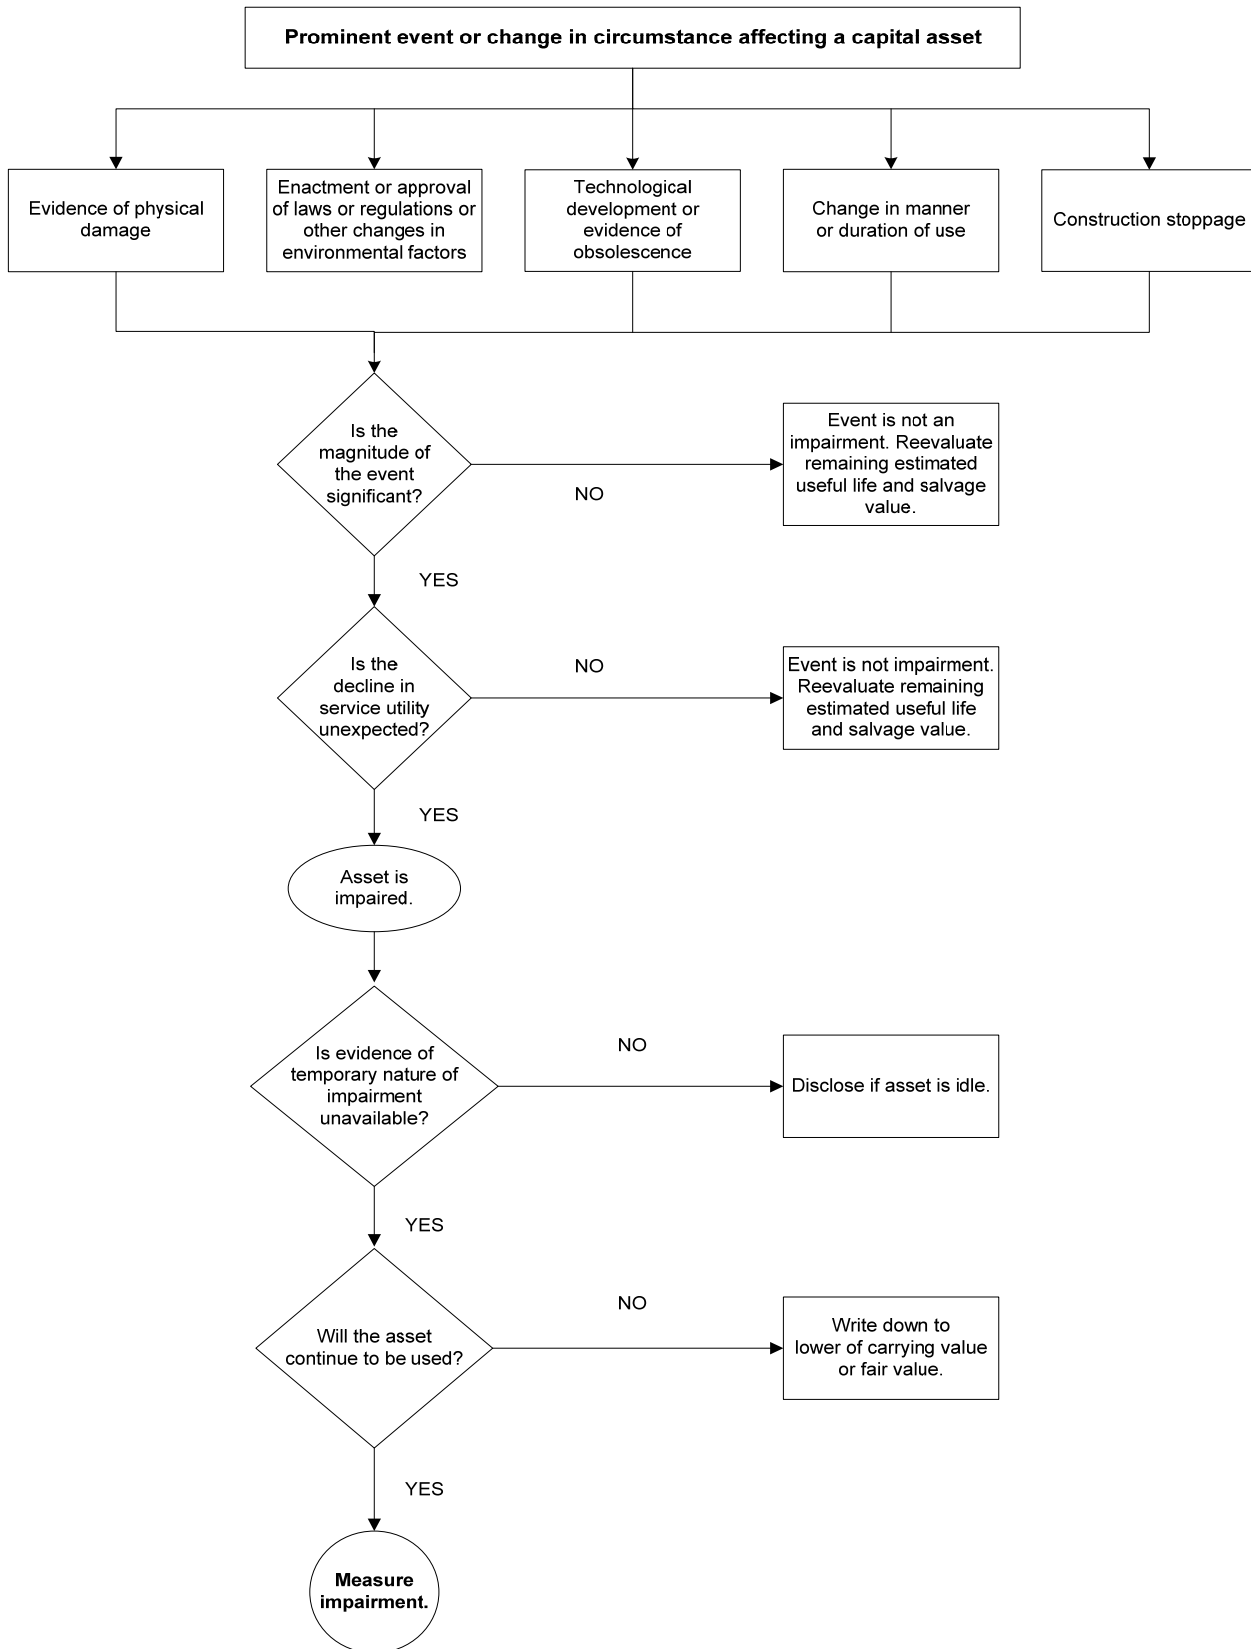 Prominent event or change in circumstance affecting a capital asset
Evidence of physical
damage
Enactment or approval
of laws or regulations or
other changes in
environmental factors
Technological
development or
evidence of
obsolescence
Change in manner
or duration of use
Construction stoppage
Is the
magnitude of
the event
significant?
NO
Event is not an
impairment. Reevaluate
remaining estimated
useful life and salvage
value.
YES
Is the
decline in
service utility
unexpected?
NO
Event is not impairment.
Reevaluate remaining
estimated useful life
and salvage value.
YES
Asset is
impaired.
Is evidence of
temporary nature of
impairment
unavailable?
NO
Disclose if asset is idle.
YES
Will the asset
continue to be used?
NO
Write down to
lower of carrying value
or fair value.
YES
Measure
impairment.